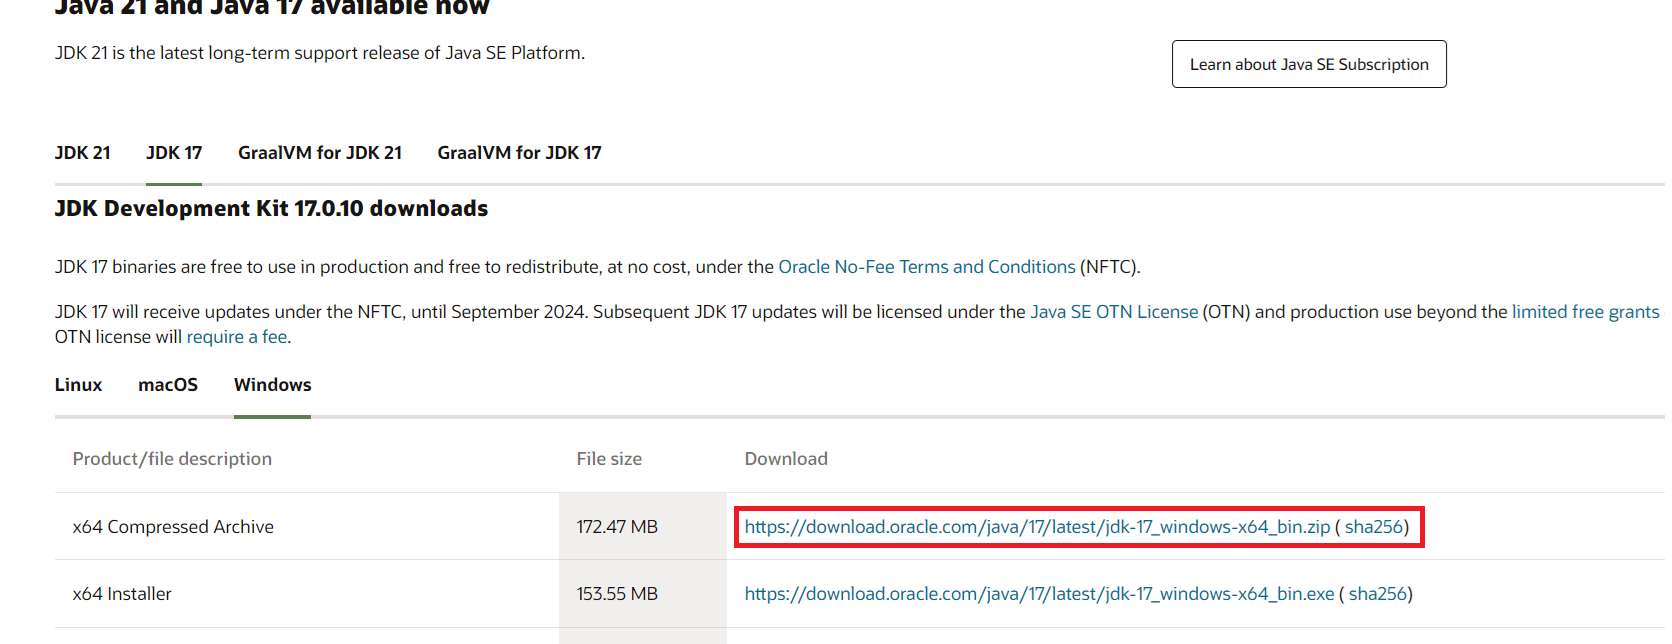 Java 21 and Java 17 available now
JDK 21 is the latest long-term support release of Java SE Platform.
Learn about Java SE Subscription
JDK 21 JDK 17 GraalVM for JDK 21 GraalVM for JDK 17
JDK Development Kit 17.0.10 downloads
JDK 17 binaries are free to use in production and free to redistribute, at no cost, under the Oracle No-Fee Terms and Conditions (NFTC).
JDK 17 will receive updates under the NFTC, until September 2024. Subsequent JDK 17 updates will be licensed under the Java SE OTN License (OTN) and production use beyond the limited free grants
OTN license will require a fee.
Linux macOS Windows
Product/file description File size Download
x64 Compressed Archive 172.47 MB https://download.oracle.com/java/17/latest/jdk-17_windows-x64_bin.zip ( sha256)
x64 Installer 153.55 MB https://download.oracle.com/java/17/latest/jdk-17_windows-x64_bin.exe ( sha256)